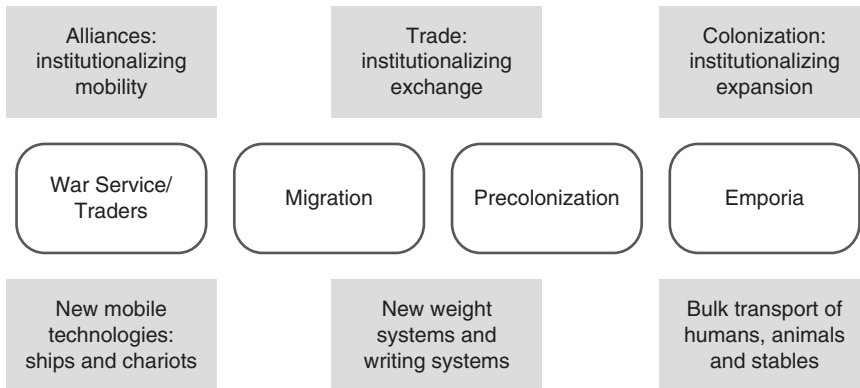 Alliances:
institutionalizing
mobility
Trade:
institutionalizing
exchange
Colonization:
institutionalizing
expansion
War Service/
Traders
Migration
Precolonization
Emporia
New mobile
technologies:
ships and chariots
New weight
systems and
writing systems
Bulk transport of
humans, animals
and stables